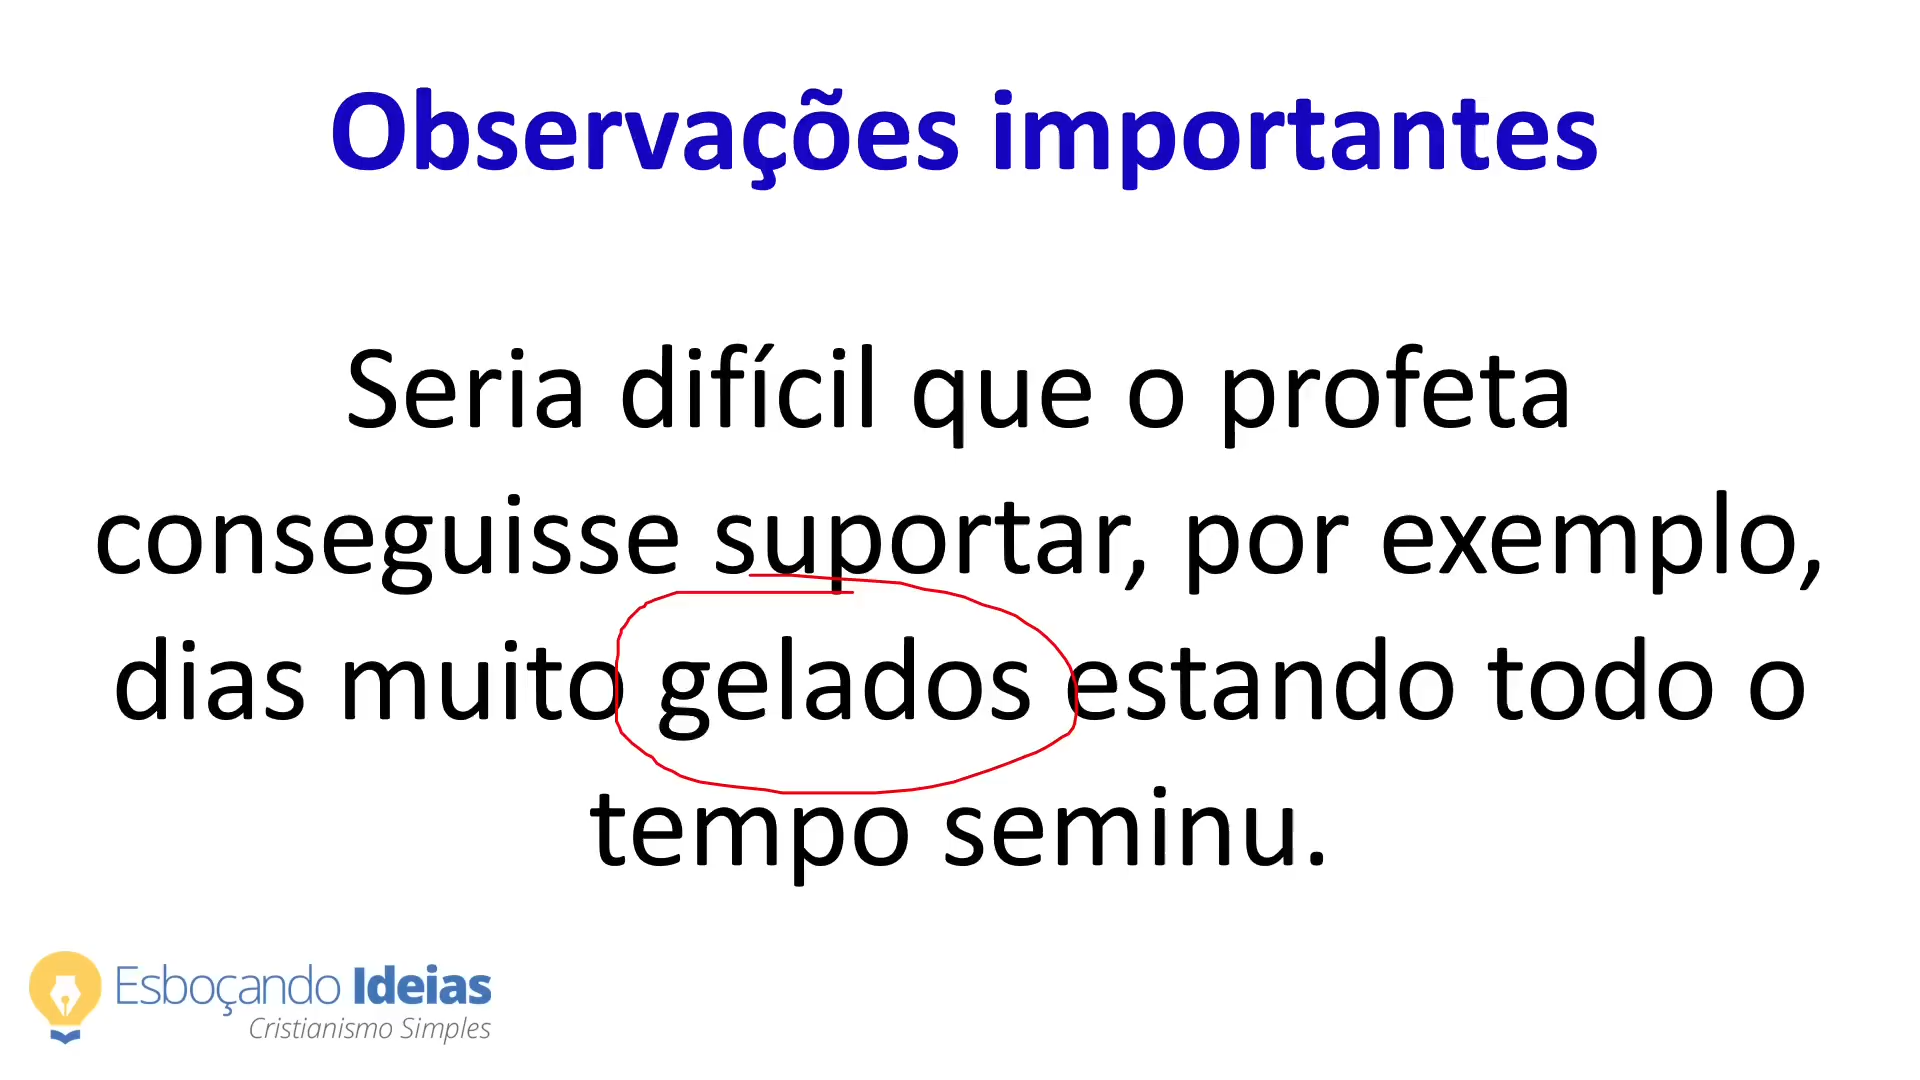 Observações importantes
Seria difícil que o profeta
conseguisse suportar, por exemplo,
dias muito gelados estando todo o
tempo seminu.
Esboçando Ideias
Cristianismo Simples